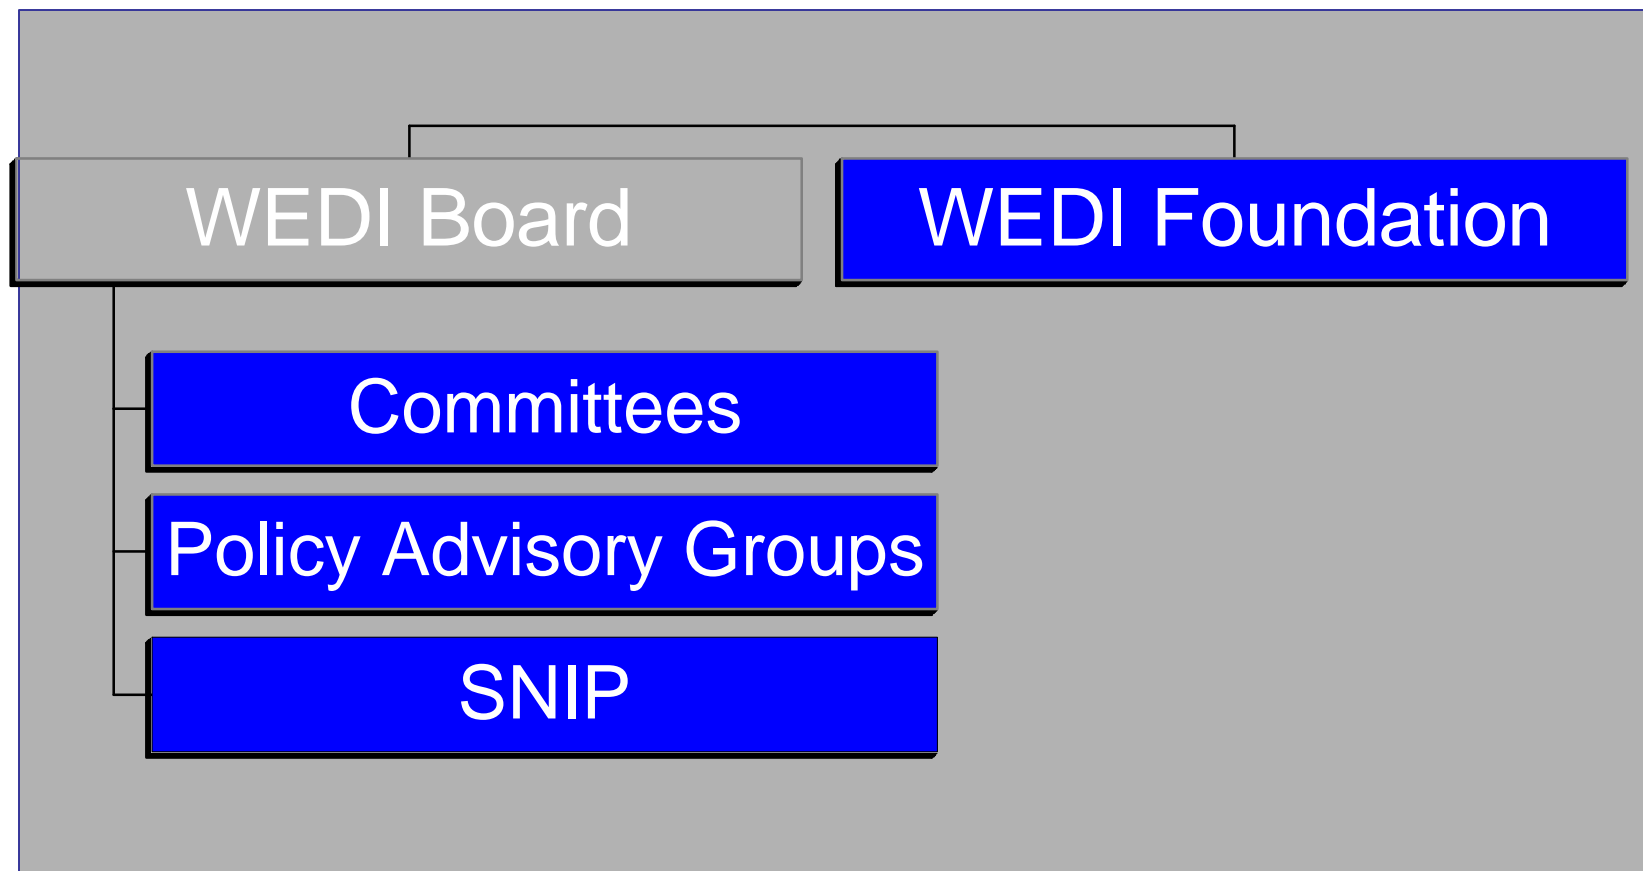 WEDI Board
WEDI Foundation
Committees
Policy Advisory Groups
SNIP